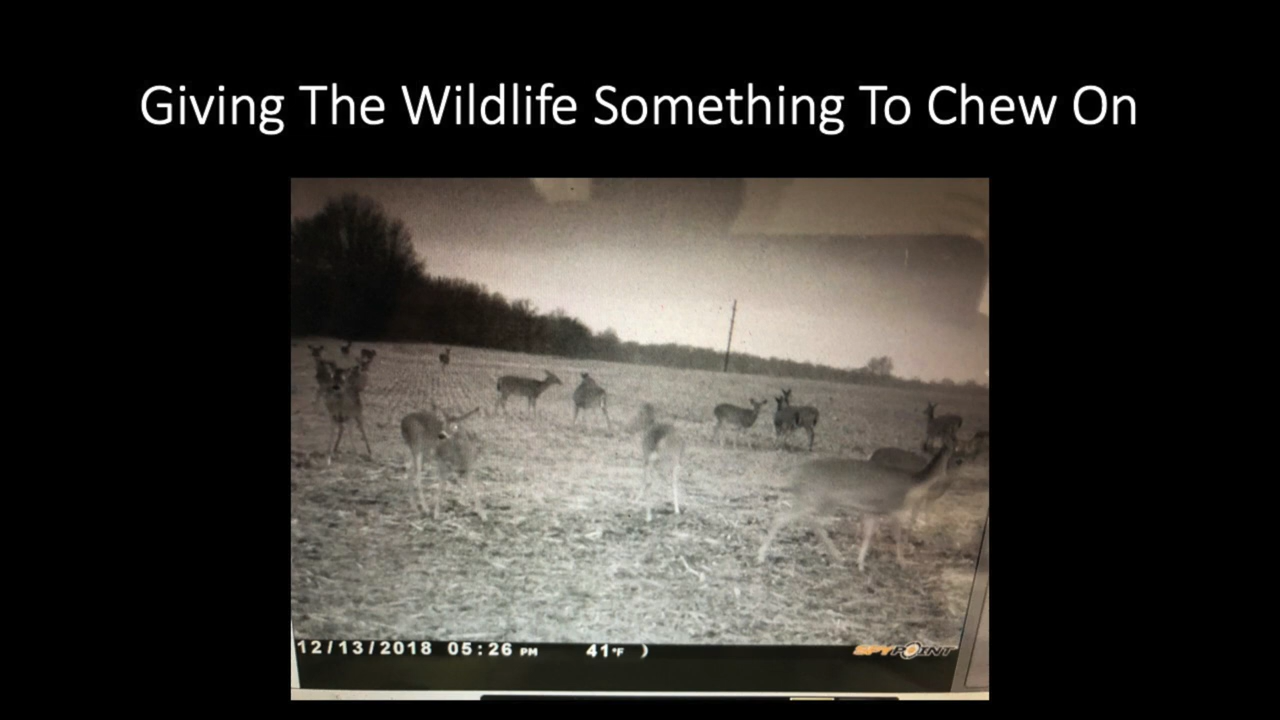 Giving The Wildlife Something To Chew On
12/13/2018 05:26 PM 41°F )
SPYPOINT